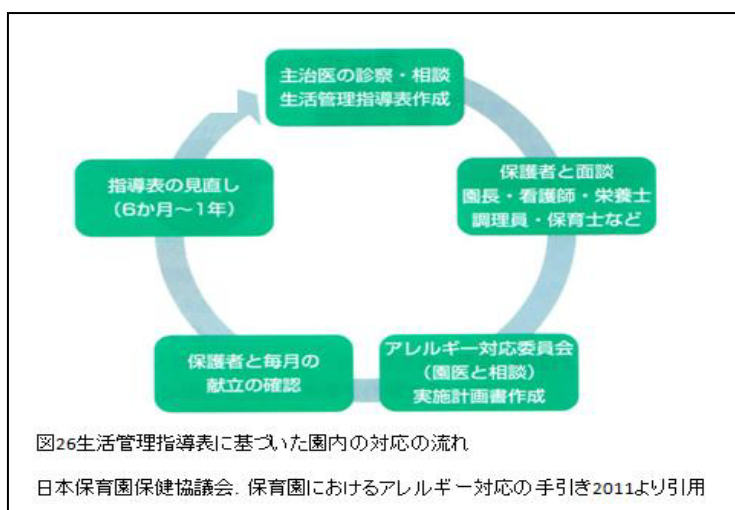 主治医の診察・相談
生活管理指導表作成
保護者と面談
園長・看護師・栄養士
調理員・保育士など
アレルギー対応委員会
(園医と相談)
実施計画書作成
保護者と毎月の
献立の確認
指導表の見直し
(6か月～1年)
図26生活管理指導表に基づいた園内の対応の流れ
日本保育園保健協議会. 保育園におけるアレルギー対応の手引き2011より引用